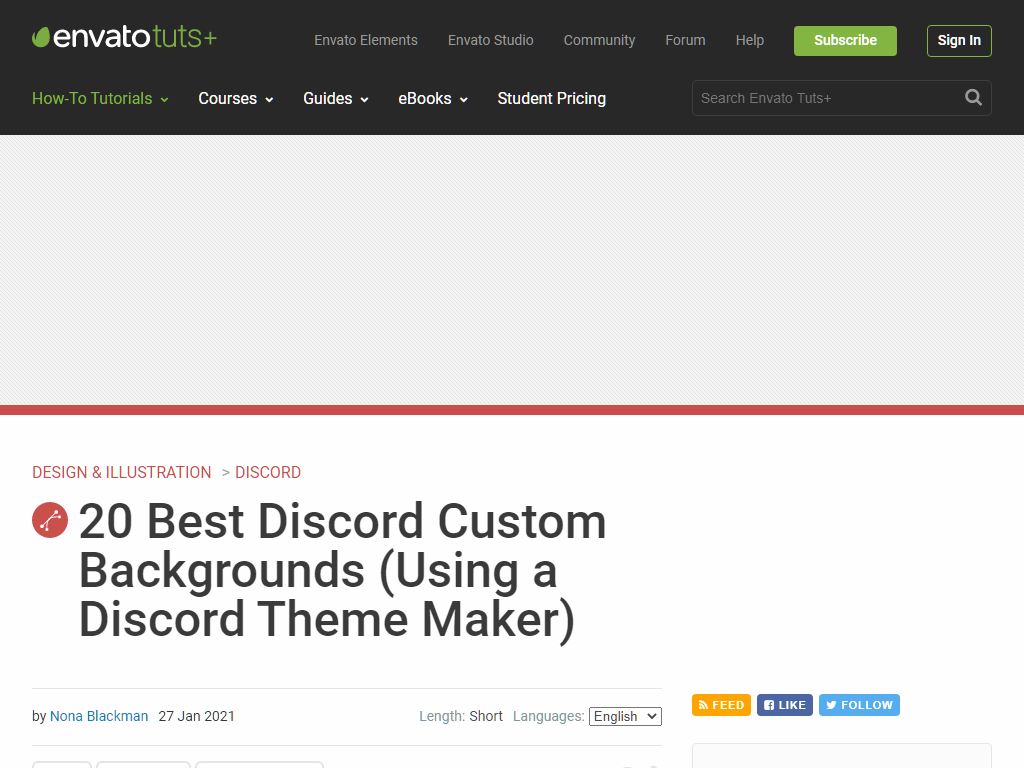 envato tuts+
Envato Elements Envato Studio Community Forum Help Subscribe Sign In
How-To Tutorials Courses Guides eBooks Student Pricing Search Envato Tuts+
DESIGN & ILLUSTRATION > DISCORD
20 Best Discord Custom
Backgrounds (Using a
Discord Theme Maker)
by Nona Blackman 27 Jan 2021 Length: Short Languages: English
FEED LIKE FOLLOW